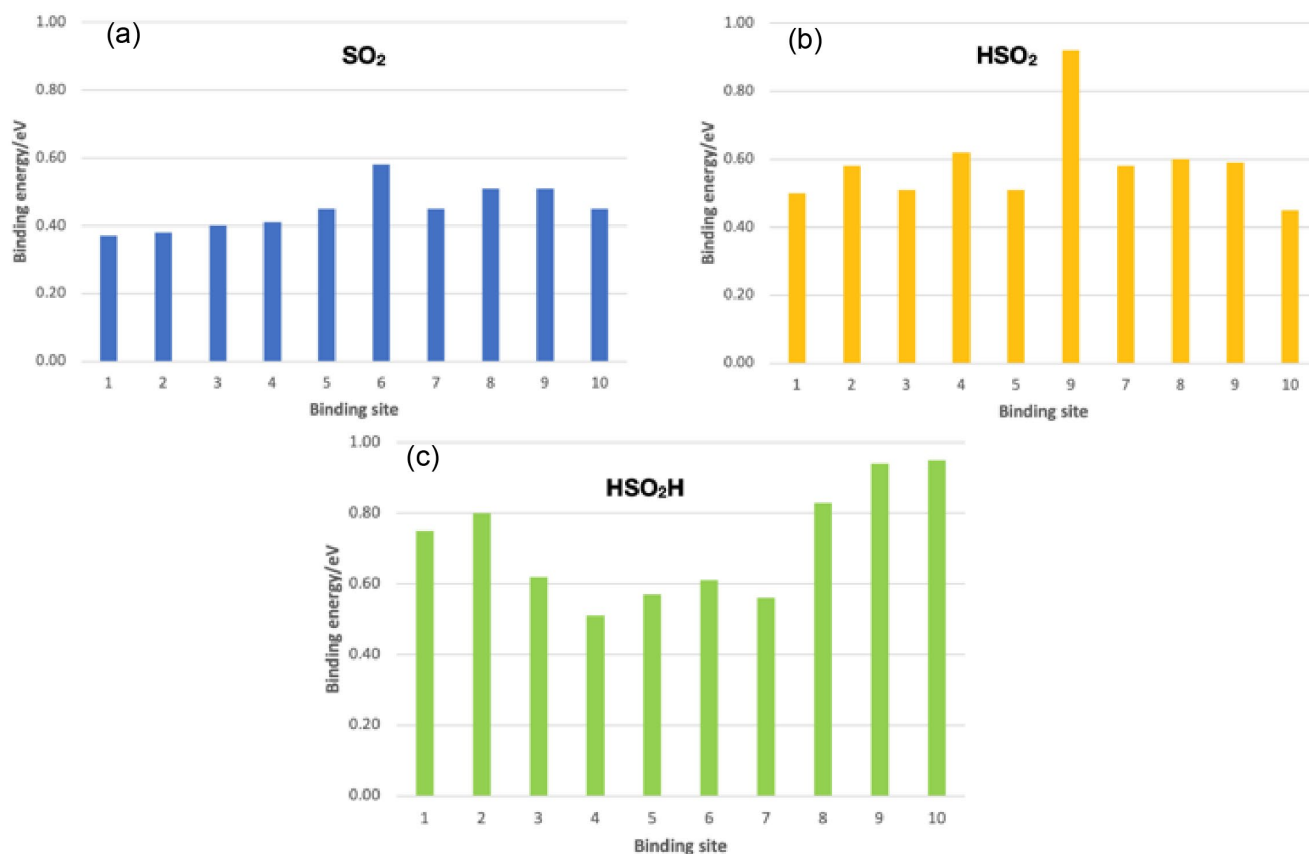 (a)
SO₂
Binding energy/eV
1.00
0.80
0.60
0.40
0.20
0.00
1 2 3 4 5 6 7 8 9 10
Binding site
(b)
HSO₂
Binding energy/eV
1.00
0.80
0.60
0.40
0.20
0.00
1 2 3 4 5 9 7 8 9 10
Binding site
(c)
HSO₂H
Binding energy/eV
1.00
0.80
0.60
0.40
0.20
0.00
1 2 3 4 5 6 7 8 9 10
Binding site